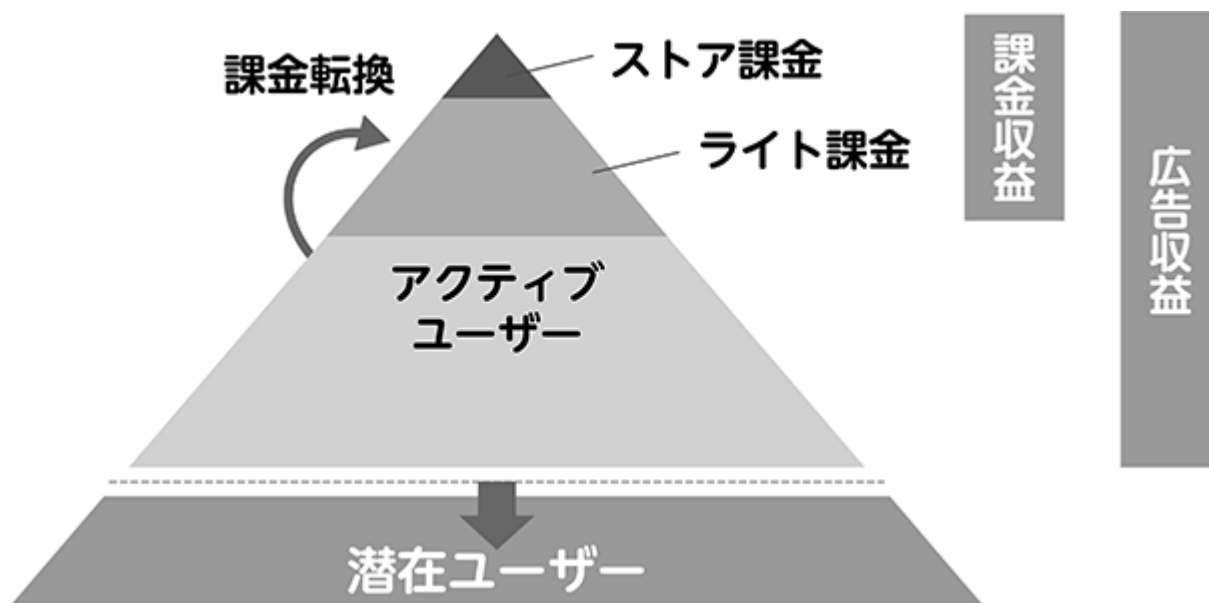 課金転換
ストア課金
ライト課金
アクティブ
ユーザー
潜在ユーザー
課金収益
広告収益